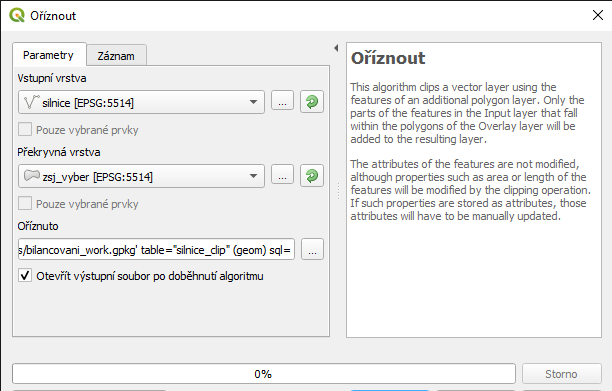 Oříznout
Parametry
Záznam
Vstupní vrstva
silnice [EPSG:5514]
...
Pouze vybrané prvky
Překryvná vrstva
zsj_vyber [EPSG:5514]
...
Pouze vybrané prvky
Oříznuto
s/bilancovani_work.gpkg' table="silnice_clip" (geom) sql=
...
Otevřít výstupní soubor po doběhnutí algoritmu
Oříznout
This algorithm clips a vector layer using the
features of an additional polygon layer. Only the
parts of the features in the Input layer that fall
within the polygons of the Overlay layer will be
added to the resulting layer.
The attributes of the features are not modified,
although properties such as area or length of the
features will be modified by the clipping operation.
If such properties are stored as attributes, those
attributes will have to be manually updated.
0%
Storno